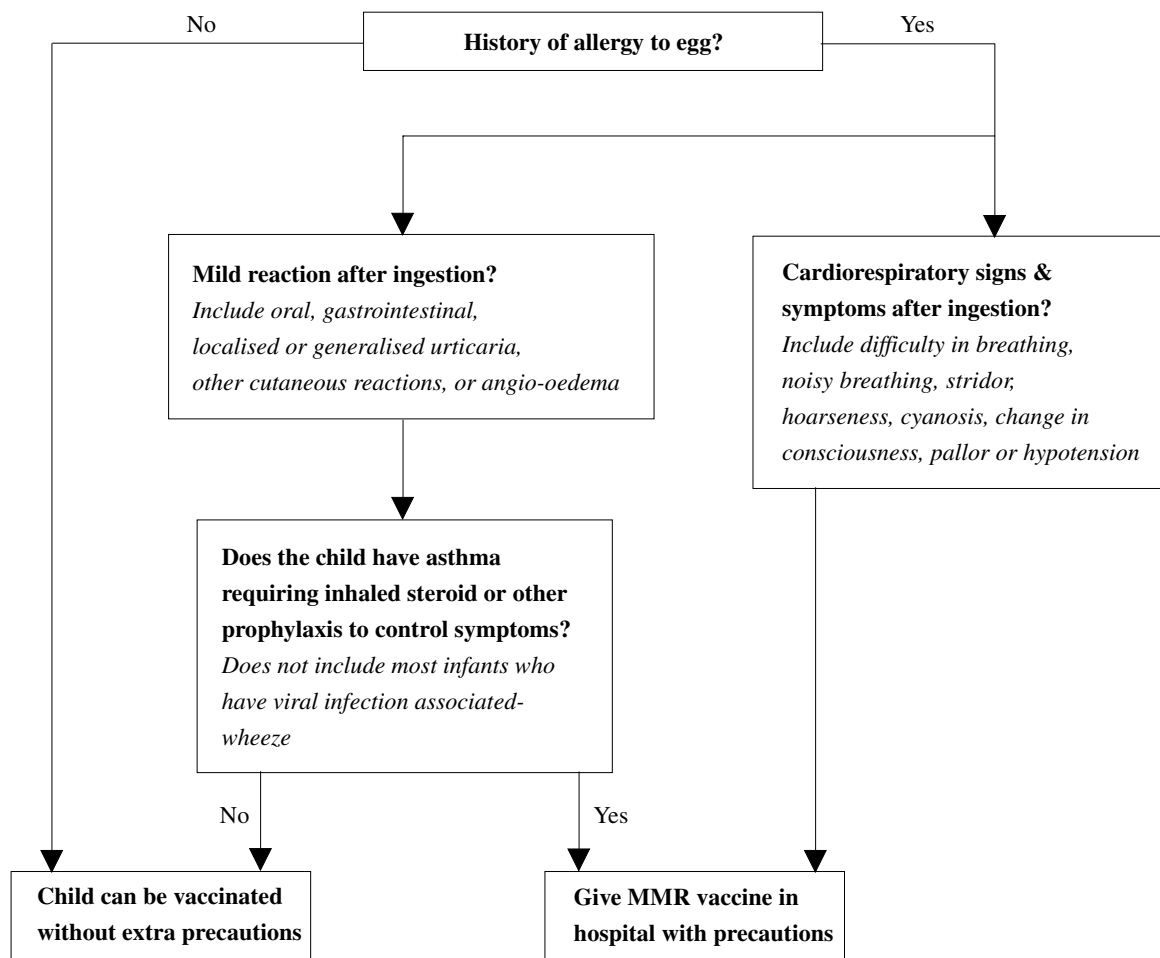 No
History of allergy to egg?
Yes
Mild reaction after ingestion?
Include oral, gastrointestinal,
localised or generalised urticaria,
other cutaneous reactions, or angio-oedema
Cardiorespiratory signs &
symptoms after ingestion?
Include difficulty in breathing,
noisy breathing, stridor,
hoarseness, cyanosis, change in
consciousness, pallor or hypotension
Does the child have asthma
requiring inhaled steroid or other
prophylaxis to control symptoms?
Does not include most infants who
have viral infection associated-
wheeze
No
Yes
Child can be vaccinated
without extra precautions
Give MMR vaccine in
hospital with precautions